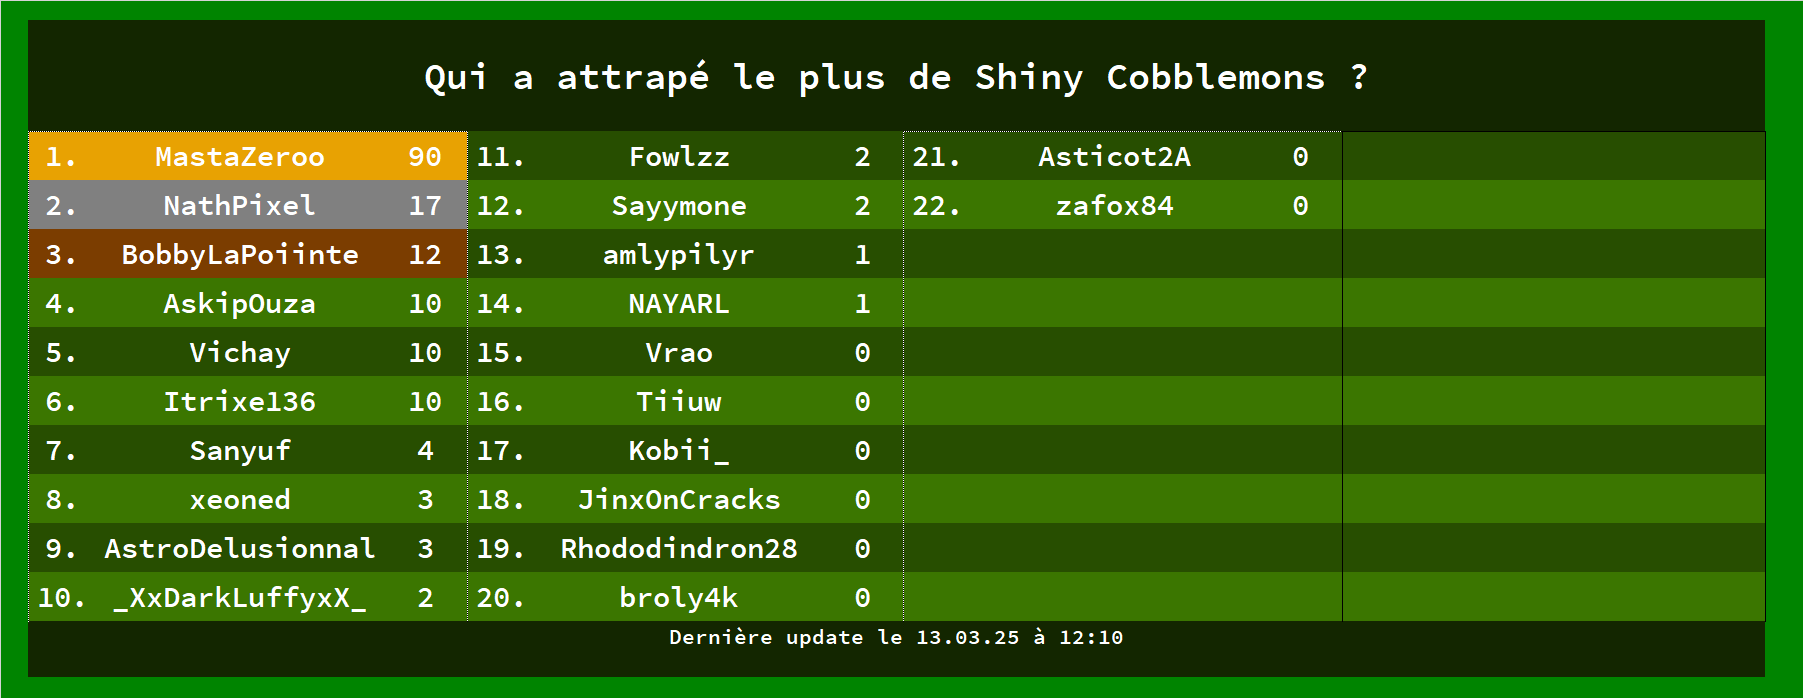 Qui a attrapé le plus de Shiny Cobblemons ?
1. MastaZeroo 90
2. NathPixel 17
3. BobbyLaPoiinte 12
4. AskipOuza 10
5. Vichay 10
6. Itrixe136 10
7. Sanyuf 4
8. xeoned 3
9. AstroDelusionnal 3
10. _XxDarkLuffyxX_ 2
11. Fowlzz 2
12. Sayymone 2
13. amlypilyr 1
14. NAYARL 1
15. Vrao 0
16. Tiiuw 0
17. Kobii_ 0
18. JinxOnCracks 0
19. Rhododindron28 0
20. broly4k 0
21. Asticot2A 0
22. zafox84 0
Dernière update le 13.03.25 à 12:10